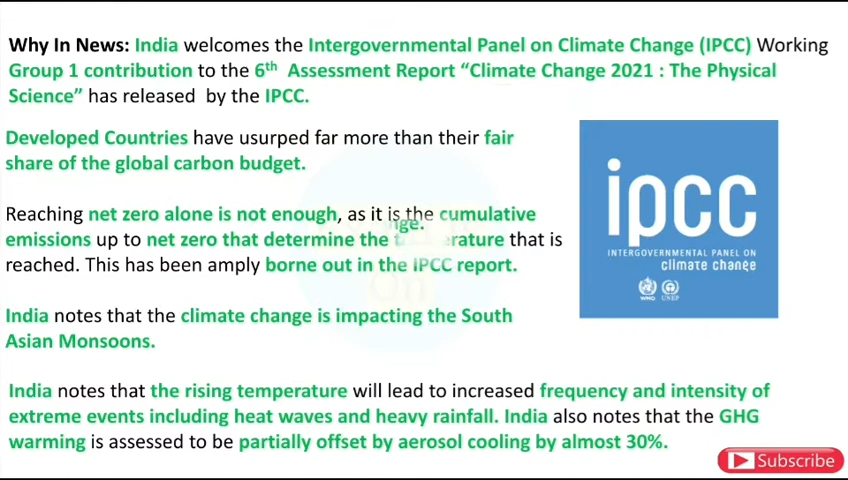 Why In News: India welcomes the Intergovernmental Panel on Climate Change (IPCC) Working
Group 1 contribution to the 6th Assessment Report “Climate Change 2021 : The Physical
Science” has released by the IPCC.
Developed Countries have usurped far more than their fair
share of the global carbon budget.
Reaching net zero alone is not enough, as it is the cumulative
emissions up to net zero that determine the that is
reached. This has been amply borne out in the IPCC report.
India notes that the climate change is impacting the South
Asian Monsoons.
India notes that the rising temperature will lead to increased frequency and intensity of
extreme events including heat waves and heavy rainfall. India also notes that the GHG
warming is assessed to be partially offset by aerosol cooling by almost 30%.
ipcc
INTERGOVERNMENTAL PANEL ON
climate change
WMO UNEP
Subscribe